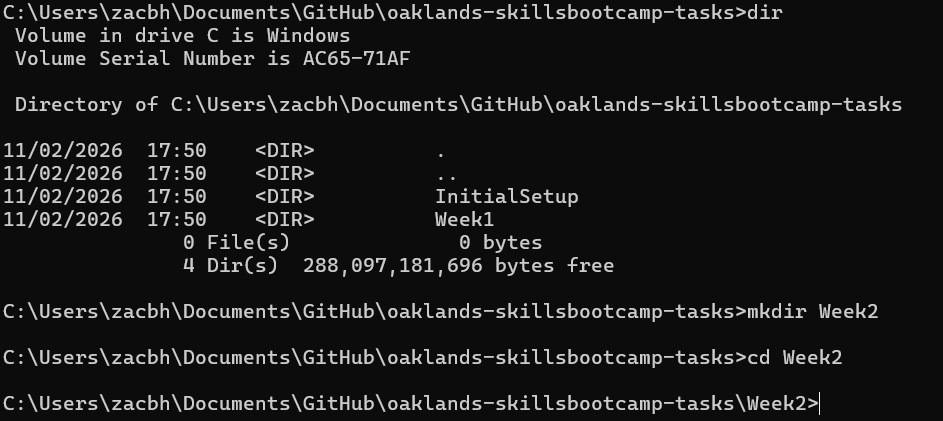 C:\Users\zacbh\Documents\GitHub\oaklands-skillsbootcamp-tasks>dir
 Volume in drive C is Windows
 Volume Serial Number is AC65-71AF

 Directory of C:\Users\zacbh\Documents\GitHub\oaklands-skillsbootcamp-tasks

11/02/2026  17:50    <DIR>          .
11/02/2026  17:50    <DIR>          ..
11/02/2026  17:50    <DIR>          InitialSetup
11/02/2026  17:50    <DIR>          Week1
               0 File(s)              0 bytes
               4 Dir(s)  288,097,181,696 bytes free

C:\Users\zacbh\Documents\GitHub\oaklands-skillsbootcamp-tasks>mkdir Week2

C:\Users\zacbh\Documents\GitHub\oaklands-skillsbootcamp-tasks>cd Week2

C:\Users\zacbh\Documents\GitHub\oaklands-skillsbootcamp-tasks\Week2>